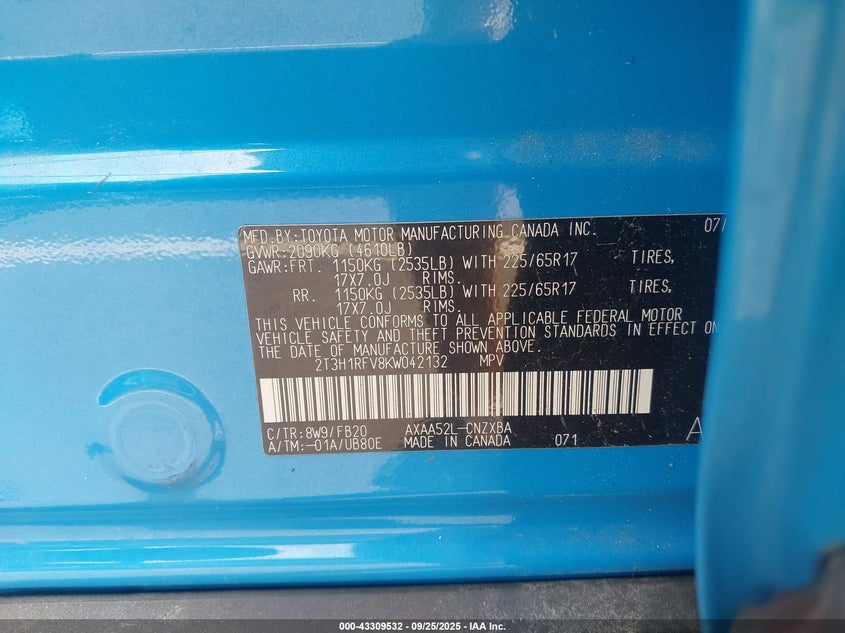 MFD.BY:TOYOTA MOTOR MANUFACTURING CANADA INC. 07/
GVWR:2090KG (4610LB)
GAWR:FRT. 1150KG (2535LB) WITH 225/65R17 TIRES,
17X7.0J RIMS.
RR. 1150KG (2535LB) WITH 225/65R17 TIRES,
17X7.0J RIMS.
THIS VEHICLE CONFORMS TO ALL APPLICABLE FEDERAL MOTOR
VEHICLE SAFETY AND THEFT PREVENTION STANDARDS IN EFFECT ON
THE DATE OF MANUFACTURE SHOWN ABOVE.
2T3H1RFV8KW042132 MPV
C/TR:8W9/FB20 AXAA52L-CNZXBA A
A/TM:-01A/UB80E MADE IN CANADA 071
000-43309532 / 09/25/2025 / IAA Inc.